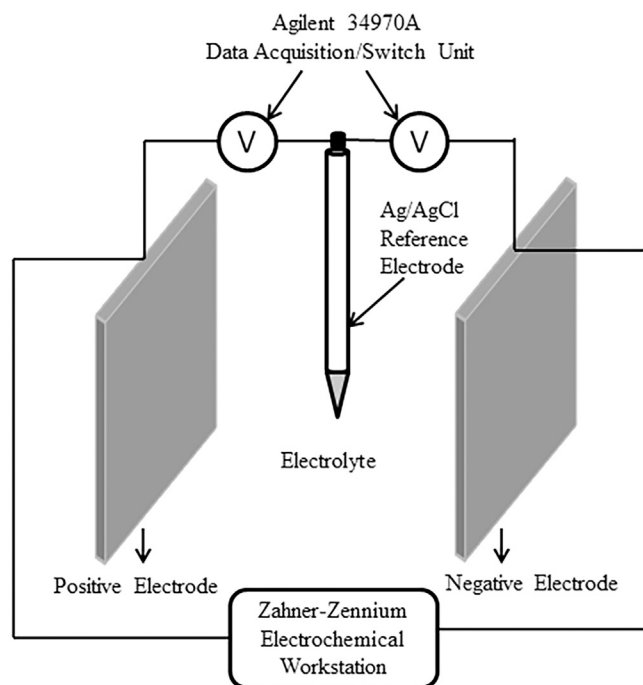 Agilent 34970A
Data Acquisition/Switch Unit
V
V
Ag/AgCl
Reference
Electrode
Electrolyte
Positive Electrode
Negative Electrode
Zahner-Zennium
Electrochemical
Workstation